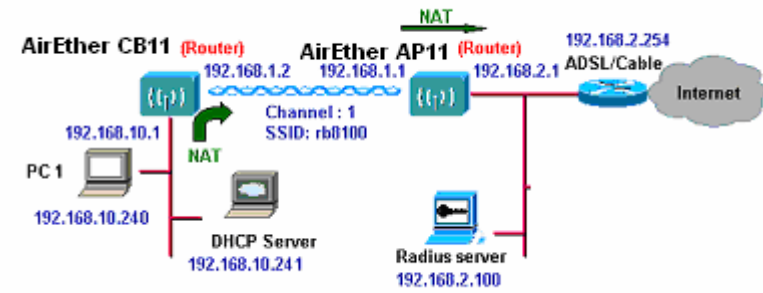 NAT
AirEther CB11 (Router)
AirEther AP11 (Router)
192.168.2.254
ADSL/Cable
192.168.1.2
192.168.1.1
192.168.2.1
Internet
Channel : 1
SSID: rb8100
192.168.10.1
NAT
PC 1
192.168.10.240
DHCP Server
192.168.10.241
Radius server
192.168.2.100